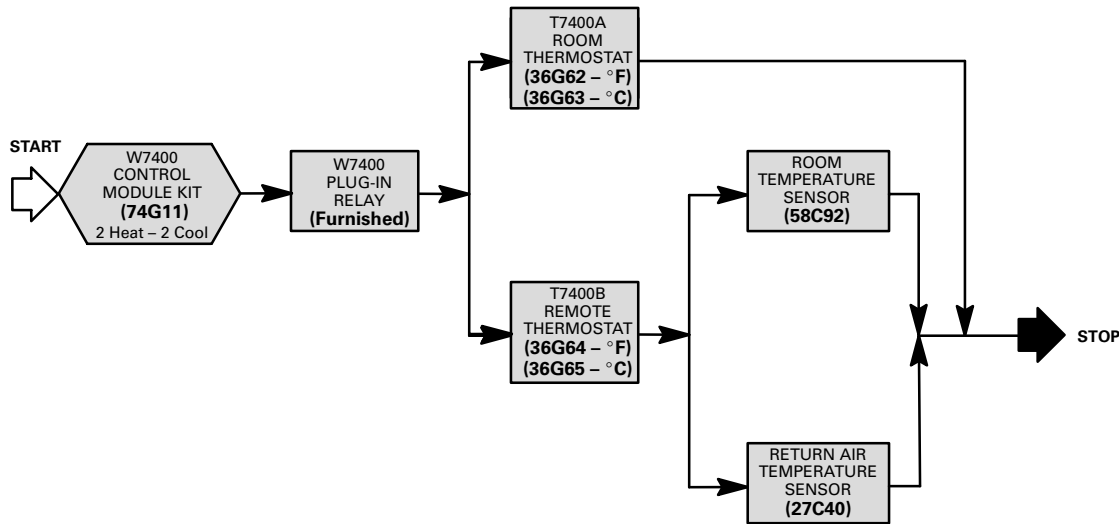 START
W7400
CONTROL
MODULE KIT
(74G11)
2 Heat – 2 Cool
W7400
PLUG-IN
RELAY
(Furnished)
T7400A
ROOM
THERMOSTAT
(36G62 – °F)
(36G63 – °C)
T7400B
REMOTE
THERMOSTAT
(36G64 – °F)
(36G65 – °C)
ROOM
TEMPERATURE
SENSOR
(58C92)
RETURN AIR
TEMPERATURE
SENSOR
(27C40)
STOP